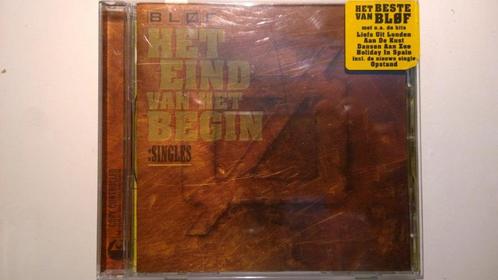 BLØF
HET
EIND
VAN HET
BEGIN
SINGLES
HET BESTE
VAN BLØF
met o.a. de hits
Liefs Uit Londen
Aan De Kust
Dansen Aan Zee
Holiday In Spain
incl. de nieuwe single
Opstand